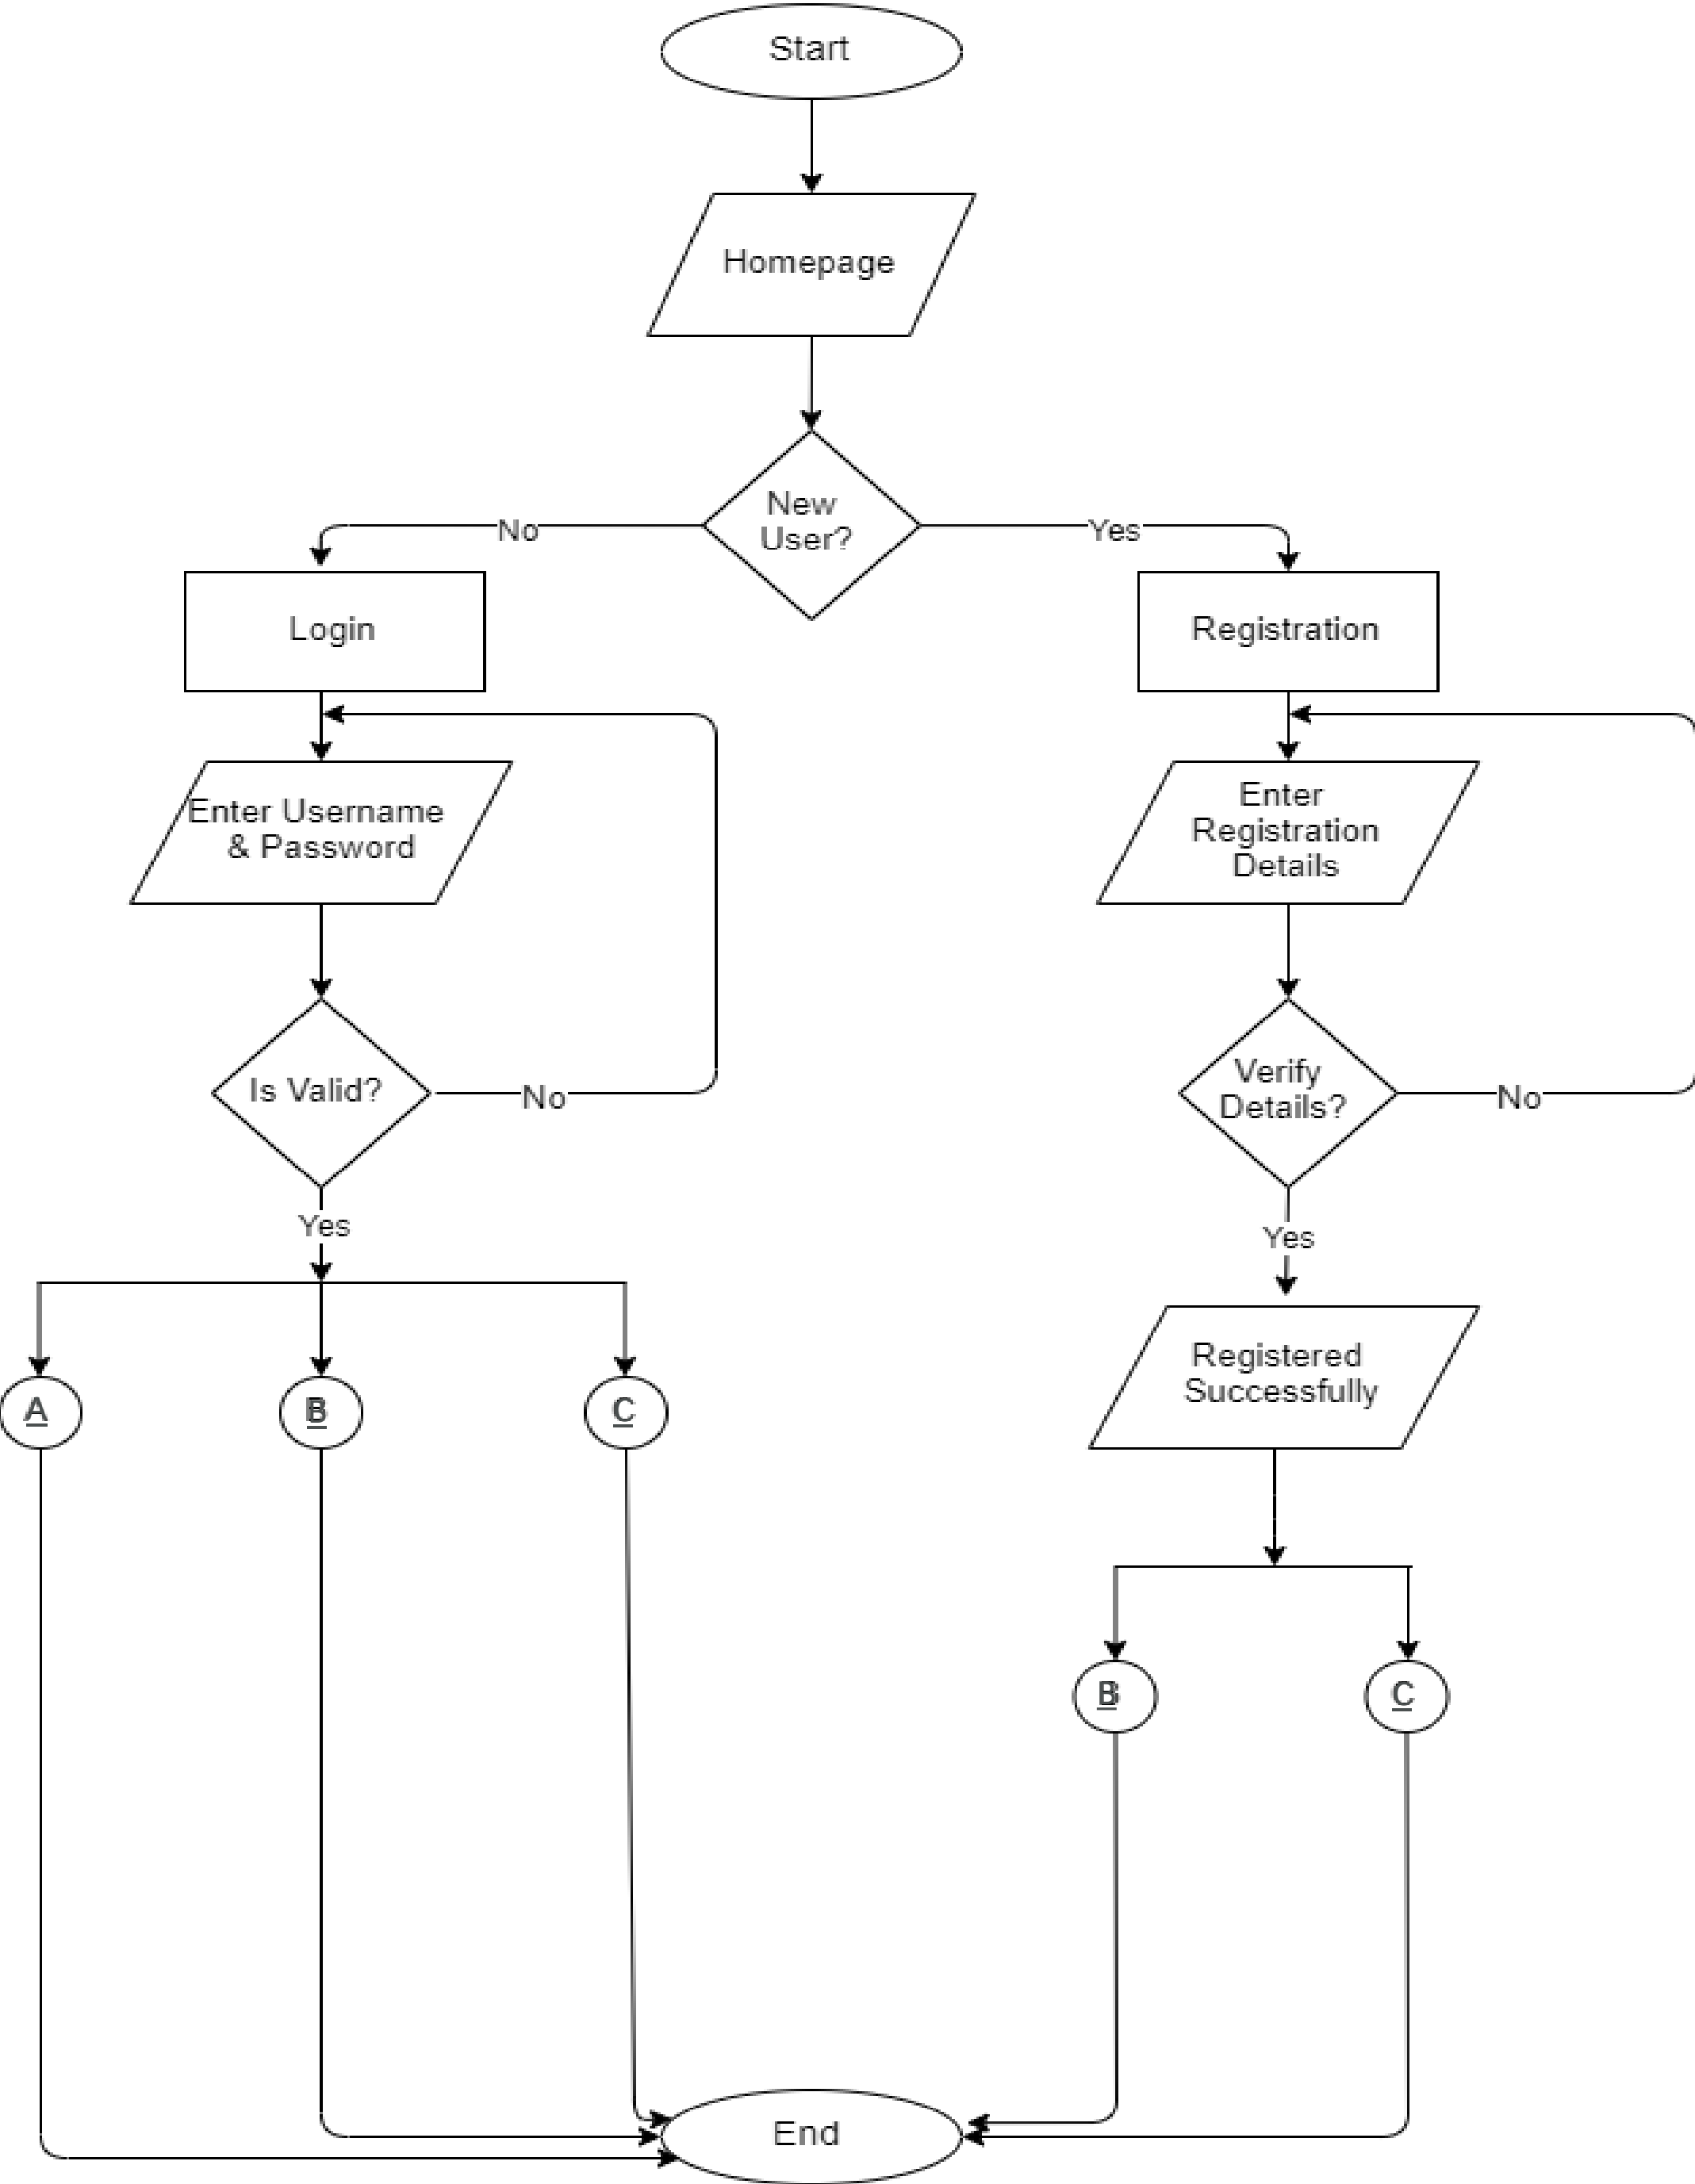 Start
Homepage
New
User?
No
Yes
Login
Registration
Enter Username
& Password
Enter
Registration
Details
Is Valid?
No
Verify
Details?
No
Yes
Yes
Registered
Successfully
A
B
C
B
C
End